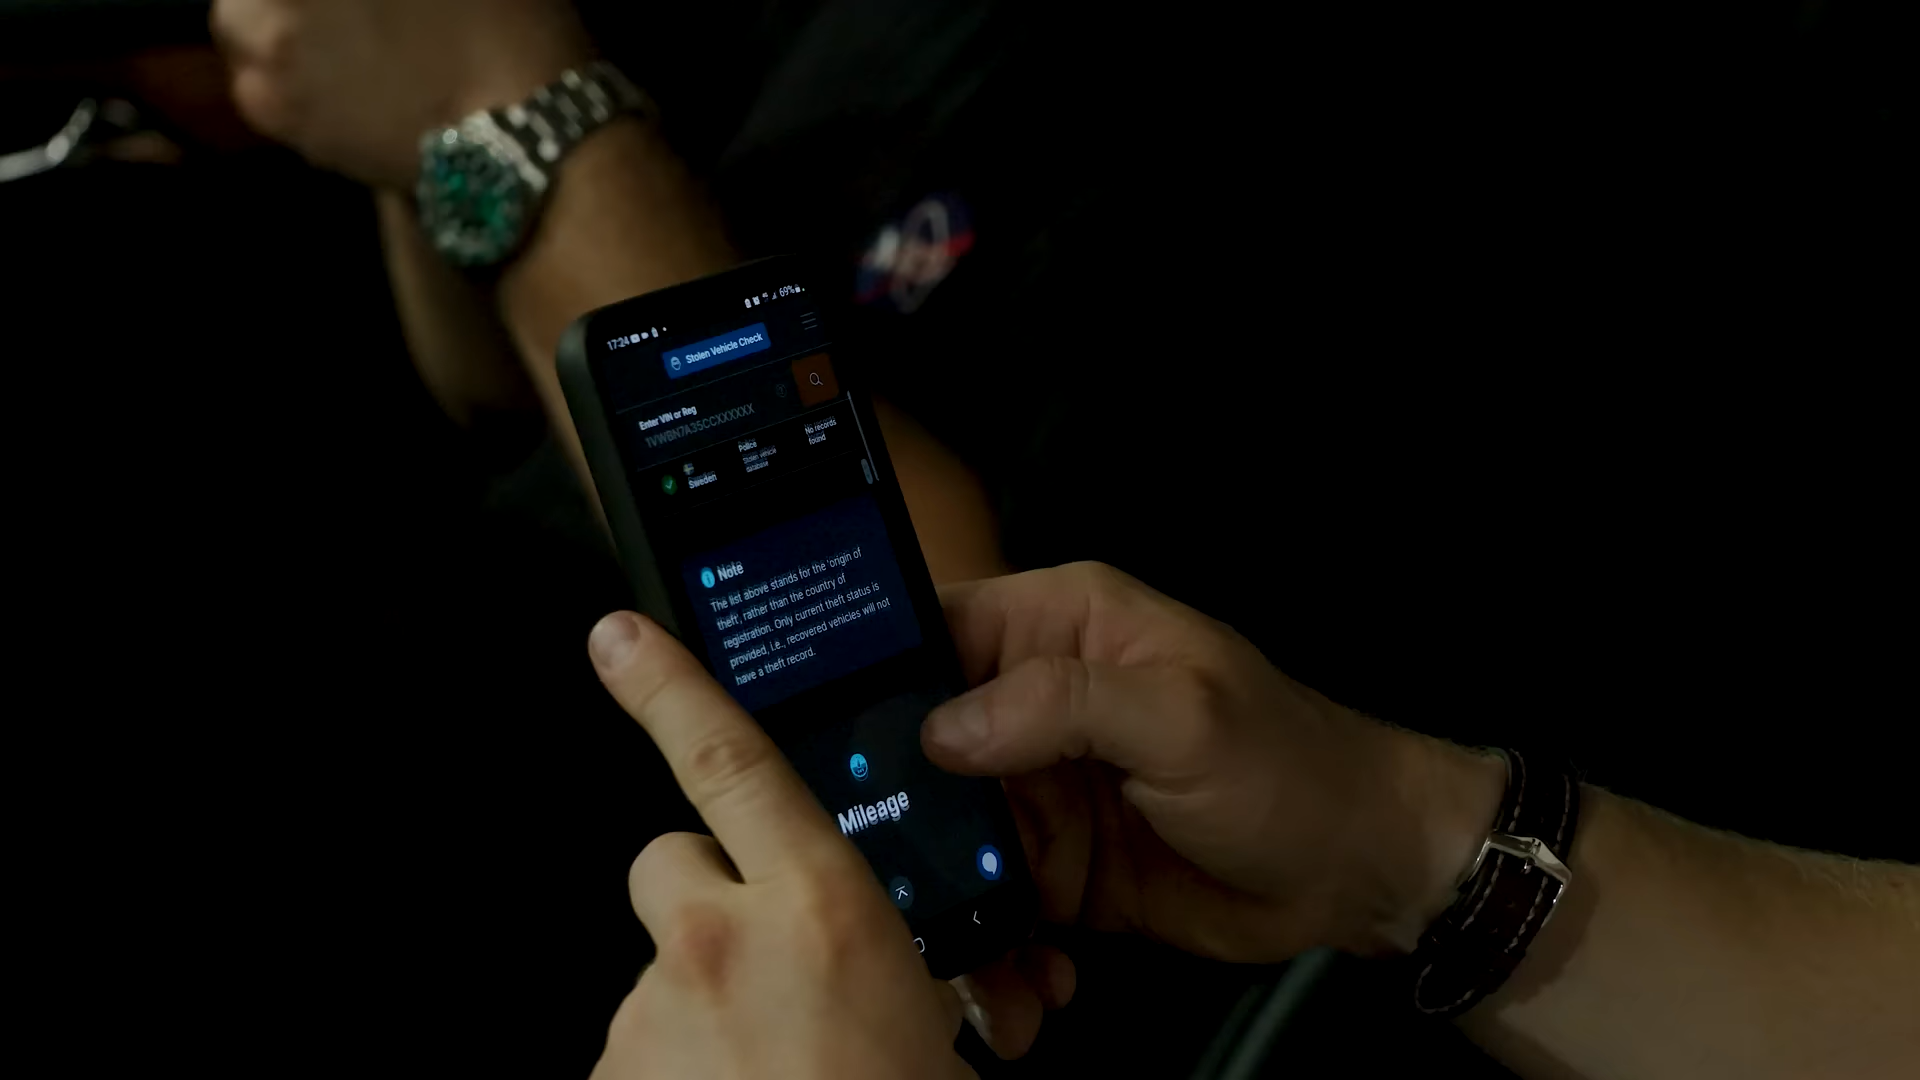 17:24
69%
Stolen Vehicle Check
Enter VIN or Reg
1VWBN7A35CCXXXXXX
Sweden
Police
Stolen vehicle
database
No records
found
Note
The list above stands for the 'origin of
theft', rather than the country of
registration. Only current theft status is
provided, i.e., recovered vehicles will not
have a theft record.
Mileage